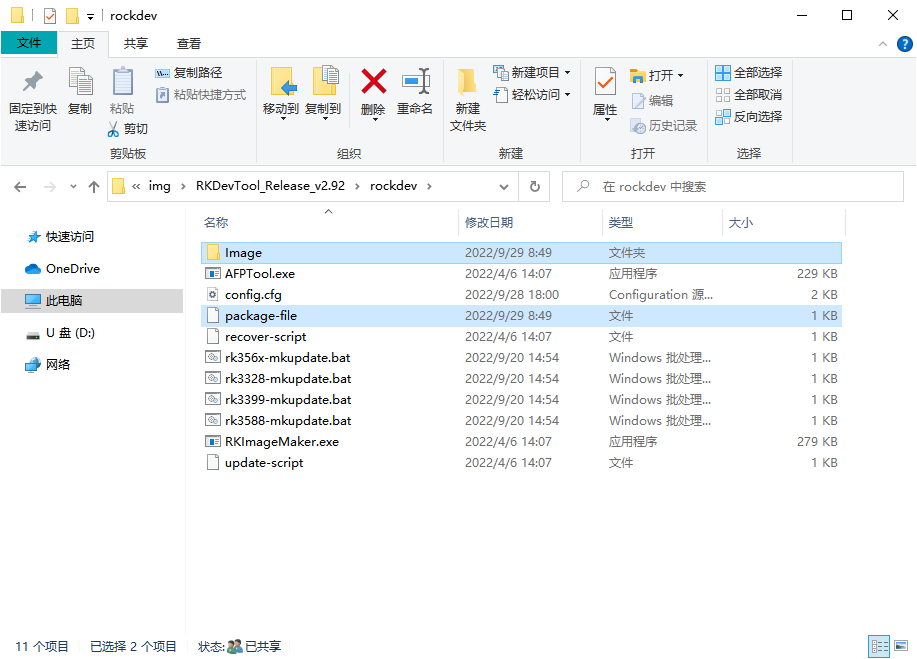 rockdev
文件 主页 共享 查看
固定到快速访问
复制
粘贴
复制路径
粘贴快捷方式
剪切
剪贴板
移动到
复制到
删除
重命名
组织
新建文件夹
新建项目
轻松访问
新建
属性
打开
编辑
历史记录
打开
全部选择
全部取消
反向选择
选择
« img › RKDevTool_Release_v2.92 › rockdev ›
在 rockdev 中搜索
快速访问
OneDrive
此电脑
U 盘 (D:)
网络
名称 修改日期 类型 大小
Image 2022/9/29 8:49 文件夹
AFPTool.exe 2022/4/6 14:07 应用程序 229 KB
config.cfg 2022/9/28 18:00 Configuration 源... 2 KB
package-file 2022/9/29 8:49 文件 1 KB
recover-script 2022/4/6 14:07 文件 1 KB
rk356x-mkupdate.bat 2022/9/20 14:54 Windows 批处理... 1 KB
rk3328-mkupdate.bat 2022/9/20 14:54 Windows 批处理... 1 KB
rk3399-mkupdate.bat 2022/9/20 14:54 Windows 批处理... 1 KB
rk3588-mkupdate.bat 2022/9/20 14:54 Windows 批处理... 1 KB
RKImageMaker.exe 2022/4/6 14:07 应用程序 279 KB
update-script 2022/4/6 14:07 文件 1 KB
11 个项目 已选择 2 个项目 状态: 已共享